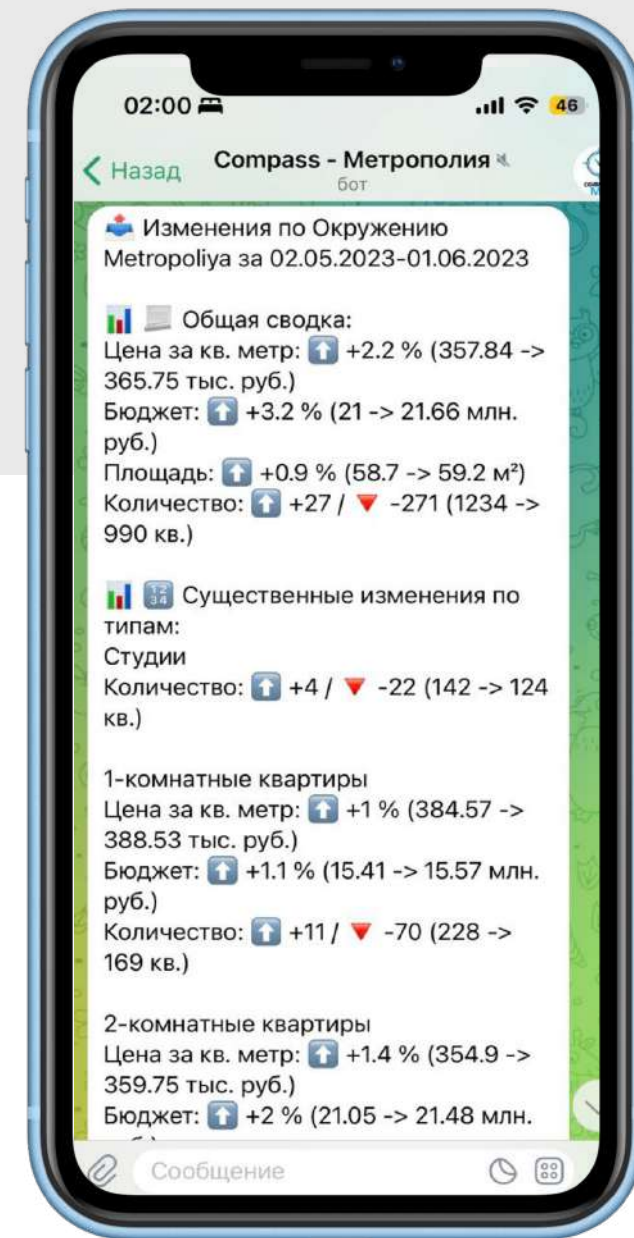 02:00
46
Назад
Compass - Метрополия
бот
Изменения по Окружению
Metropoliya за 02.05.2023-01.06.2023
Общая сводка:
Цена за кв. метр: ⬆️ +2.2 % (357.84 ->
365.75 тыс. руб.)
Бюджет: ⬆️ +3.2 % (21 -> 21.66 млн.
руб.)
Площадь: ⬆️ +0.9 % (58.7 -> 59.2 м²)
Количество: ⬆️ +27 / 🔻 -271 (1234 ->
990 кв.)
Существенные изменения по
типам:
Студии
Количество: ⬆️ +4 / 🔻 -22 (142 -> 124
кв.)
1-комнатные квартиры
Цена за кв. метр: ⬆️ +1 % (384.57 ->
388.53 тыс. руб.)
Бюджет: ⬆️ +1.1 % (15.41 -> 15.57 млн.
руб.)
Количество: ⬆️ +11 / 🔻 -70 (228 ->
169 кв.)
2-комнатные квартиры
Цена за кв. метр: ⬆️ +1.4 % (354.9 ->
359.75 тыс. руб.)
Бюджет: ⬆️ +2 % (21.05 -> 21.48 млн.
Сообщение